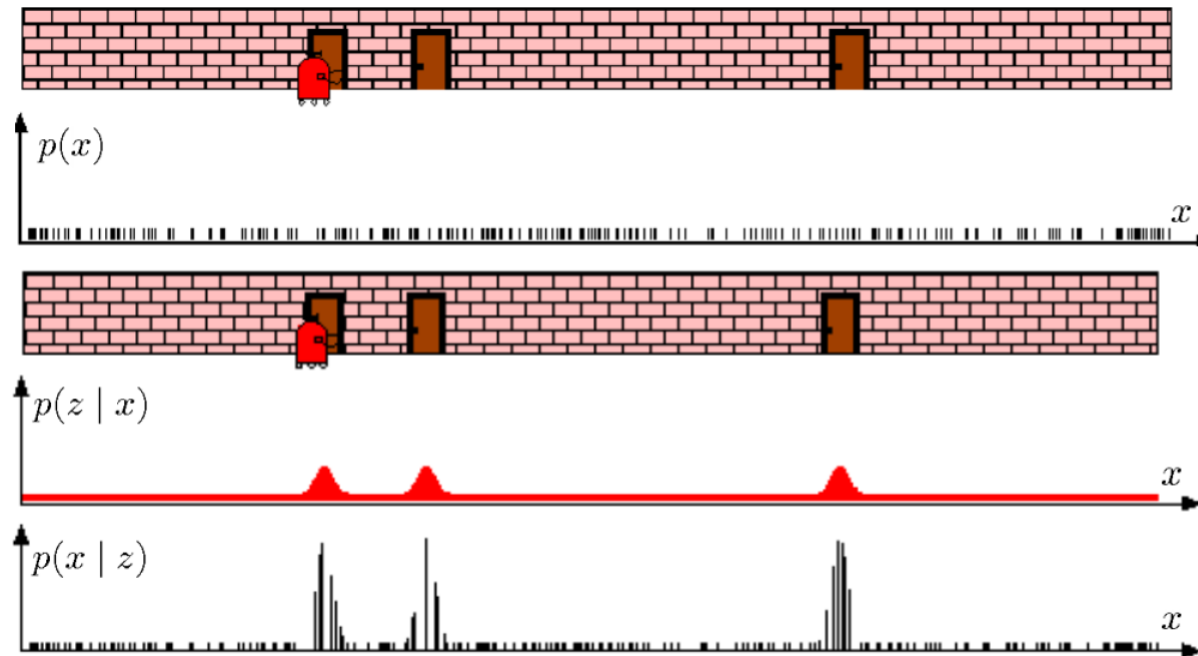 p(x)
x
p(z | x)
x
p(x | z)
x